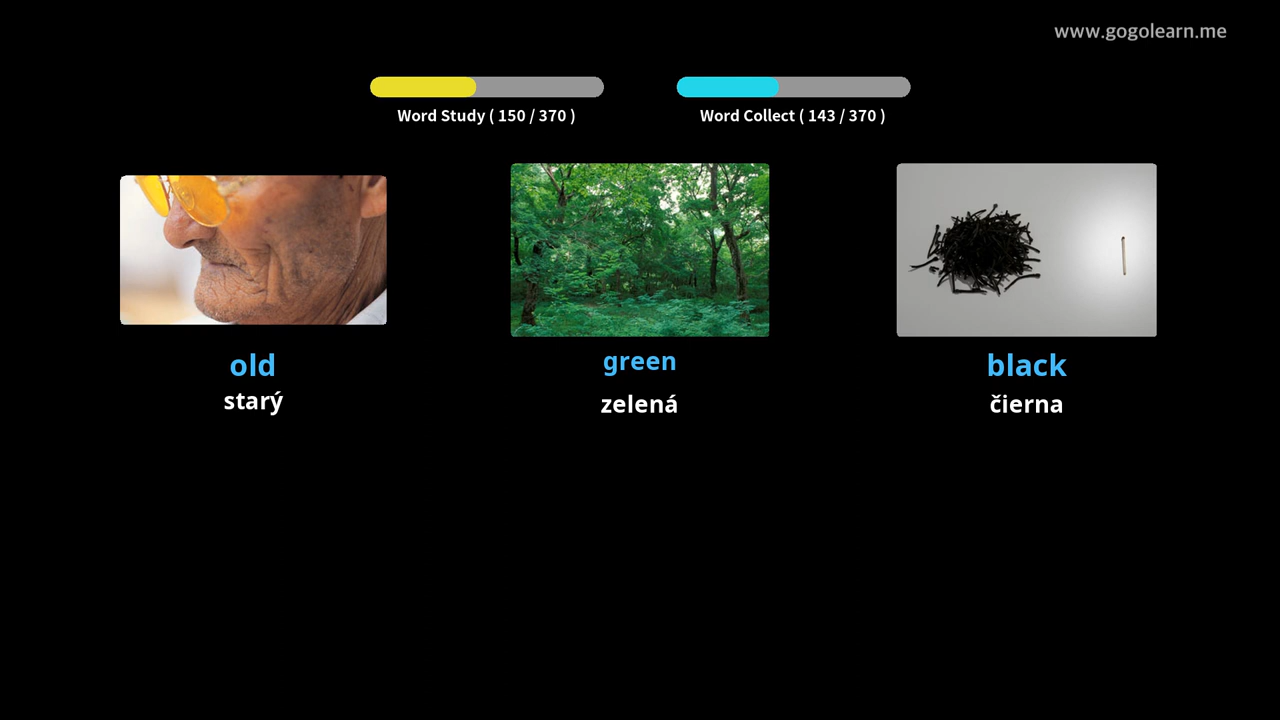 www.gogolearn.me
Word Study ( 150 / 370 )
Word Collect ( 143 / 370 )
old
starý
green
zelená
black
čierna